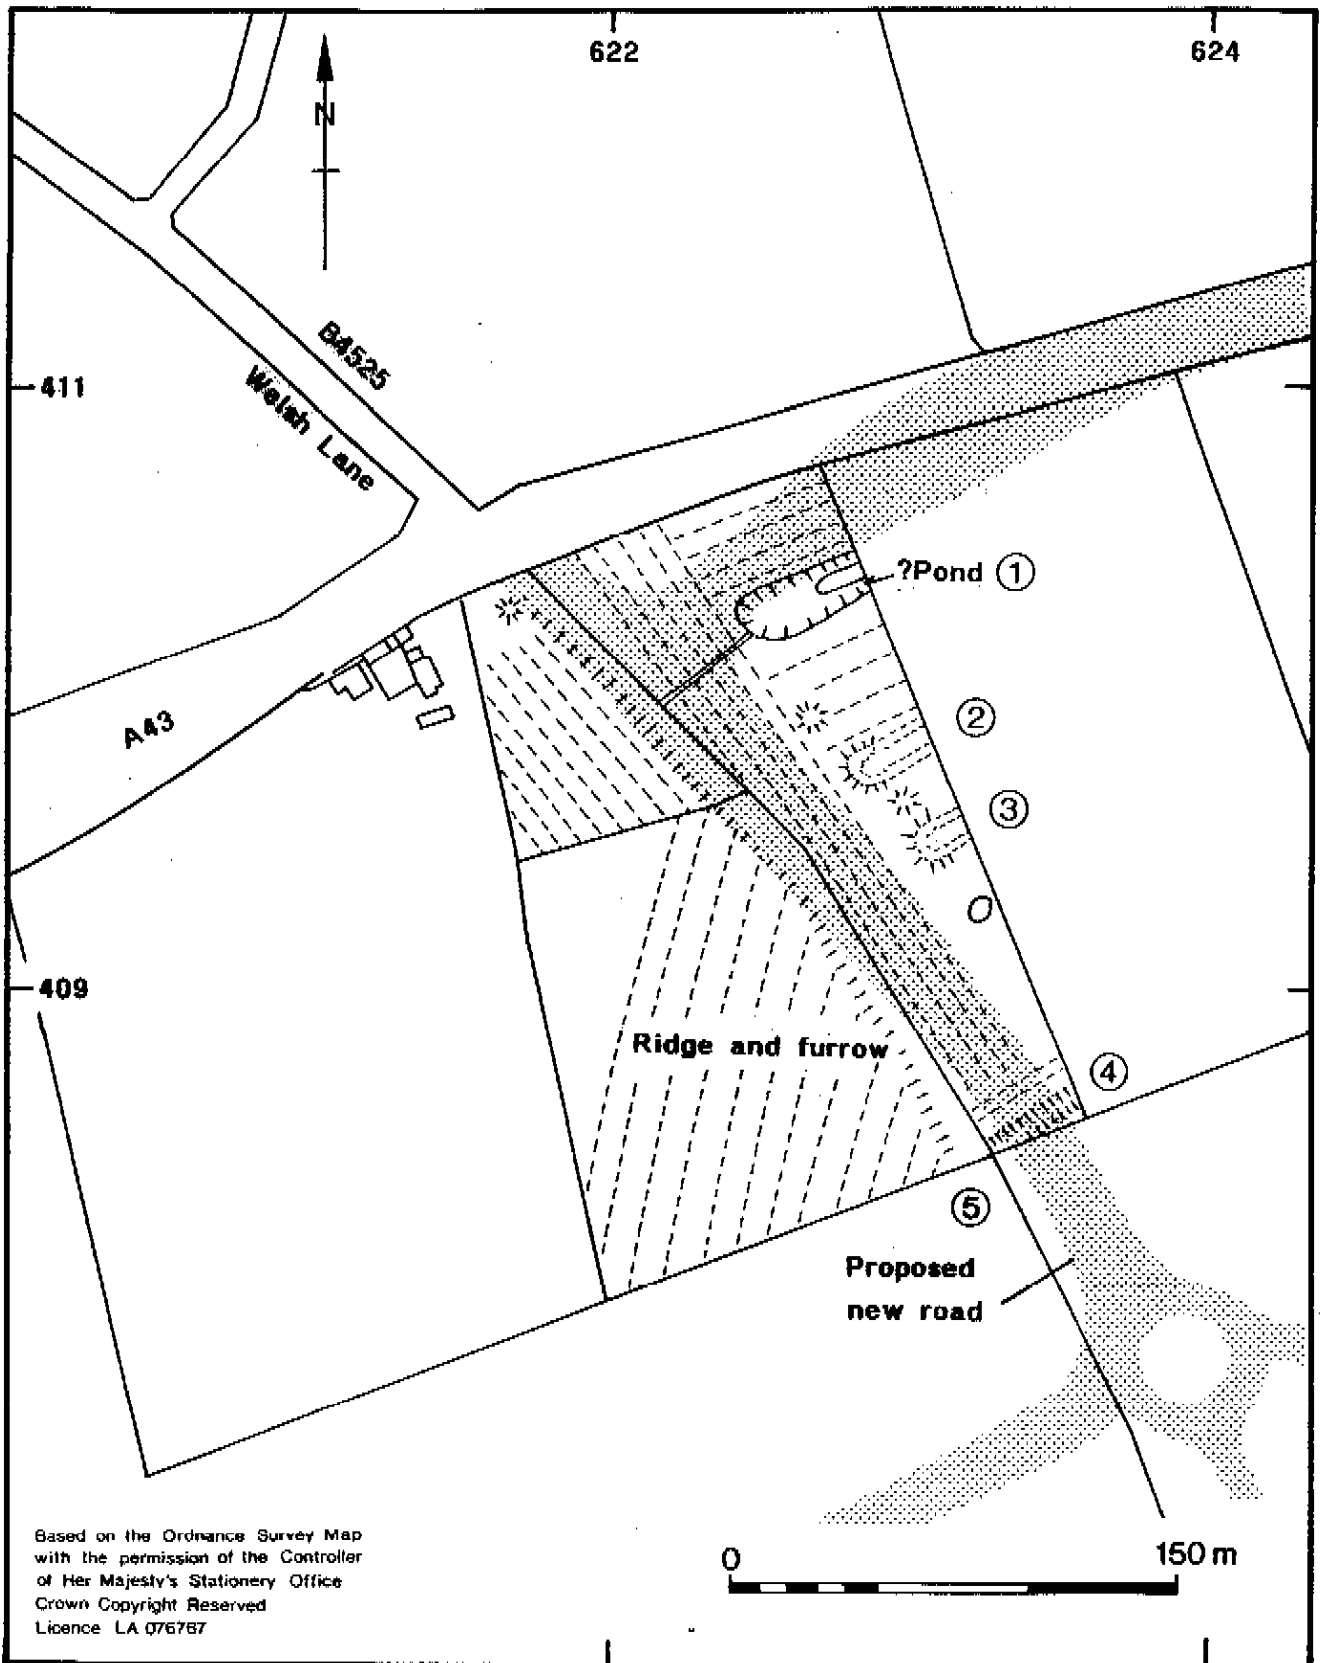 622
624
N
B4525
411
Welsh Lane
?Pond ①
②
A43
③
409
Ridge and furrow
④
⑤
Proposed
new road
Based on the Ordnance Survey Map
with the permission of the Controller
of Her Majesty's Stationery Office
Crown Copyright Reserved
Licence LA 076767
0
150 m